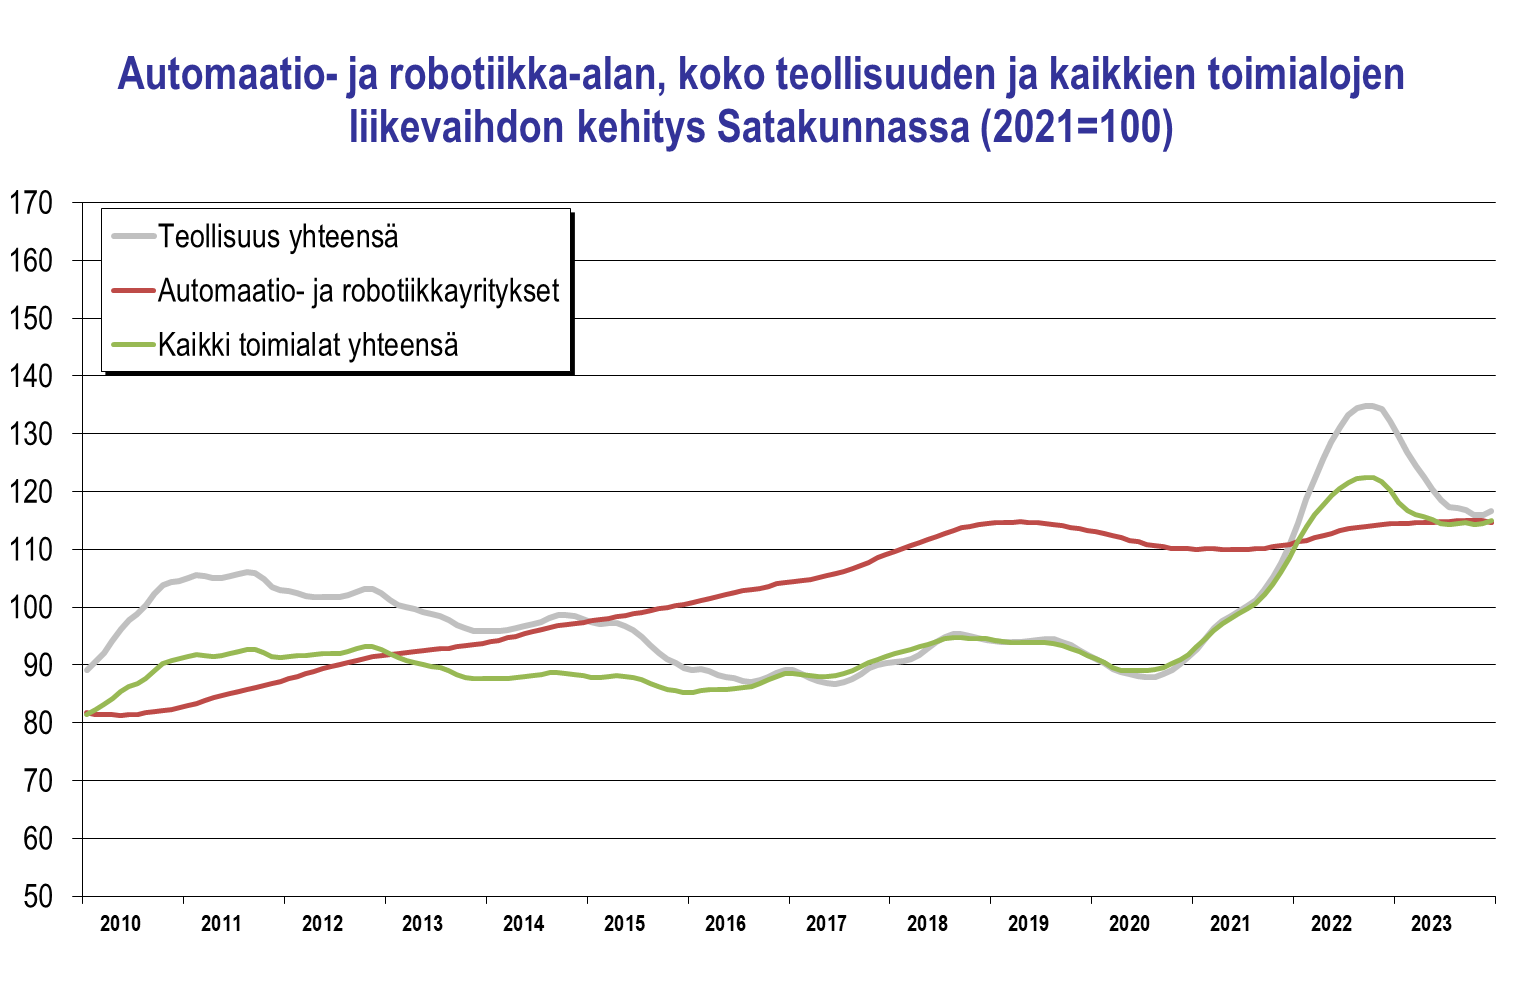 Automaatio- ja robotiikka-alan, koko teollisuuden ja kaikkien toimialojen
liikevaihdon kehitys Satakunnassa (2021=100)
170
160
150
140
130
120
110
100
90
80
70
60
50
Teollisuus yhteensä
Automaatio- ja robotiikkayritykset
Kaikki toimialat yhteensä
2010 2011 2012 2013 2014 2015 2016 2017 2018 2019 2020 2021 2022 2023